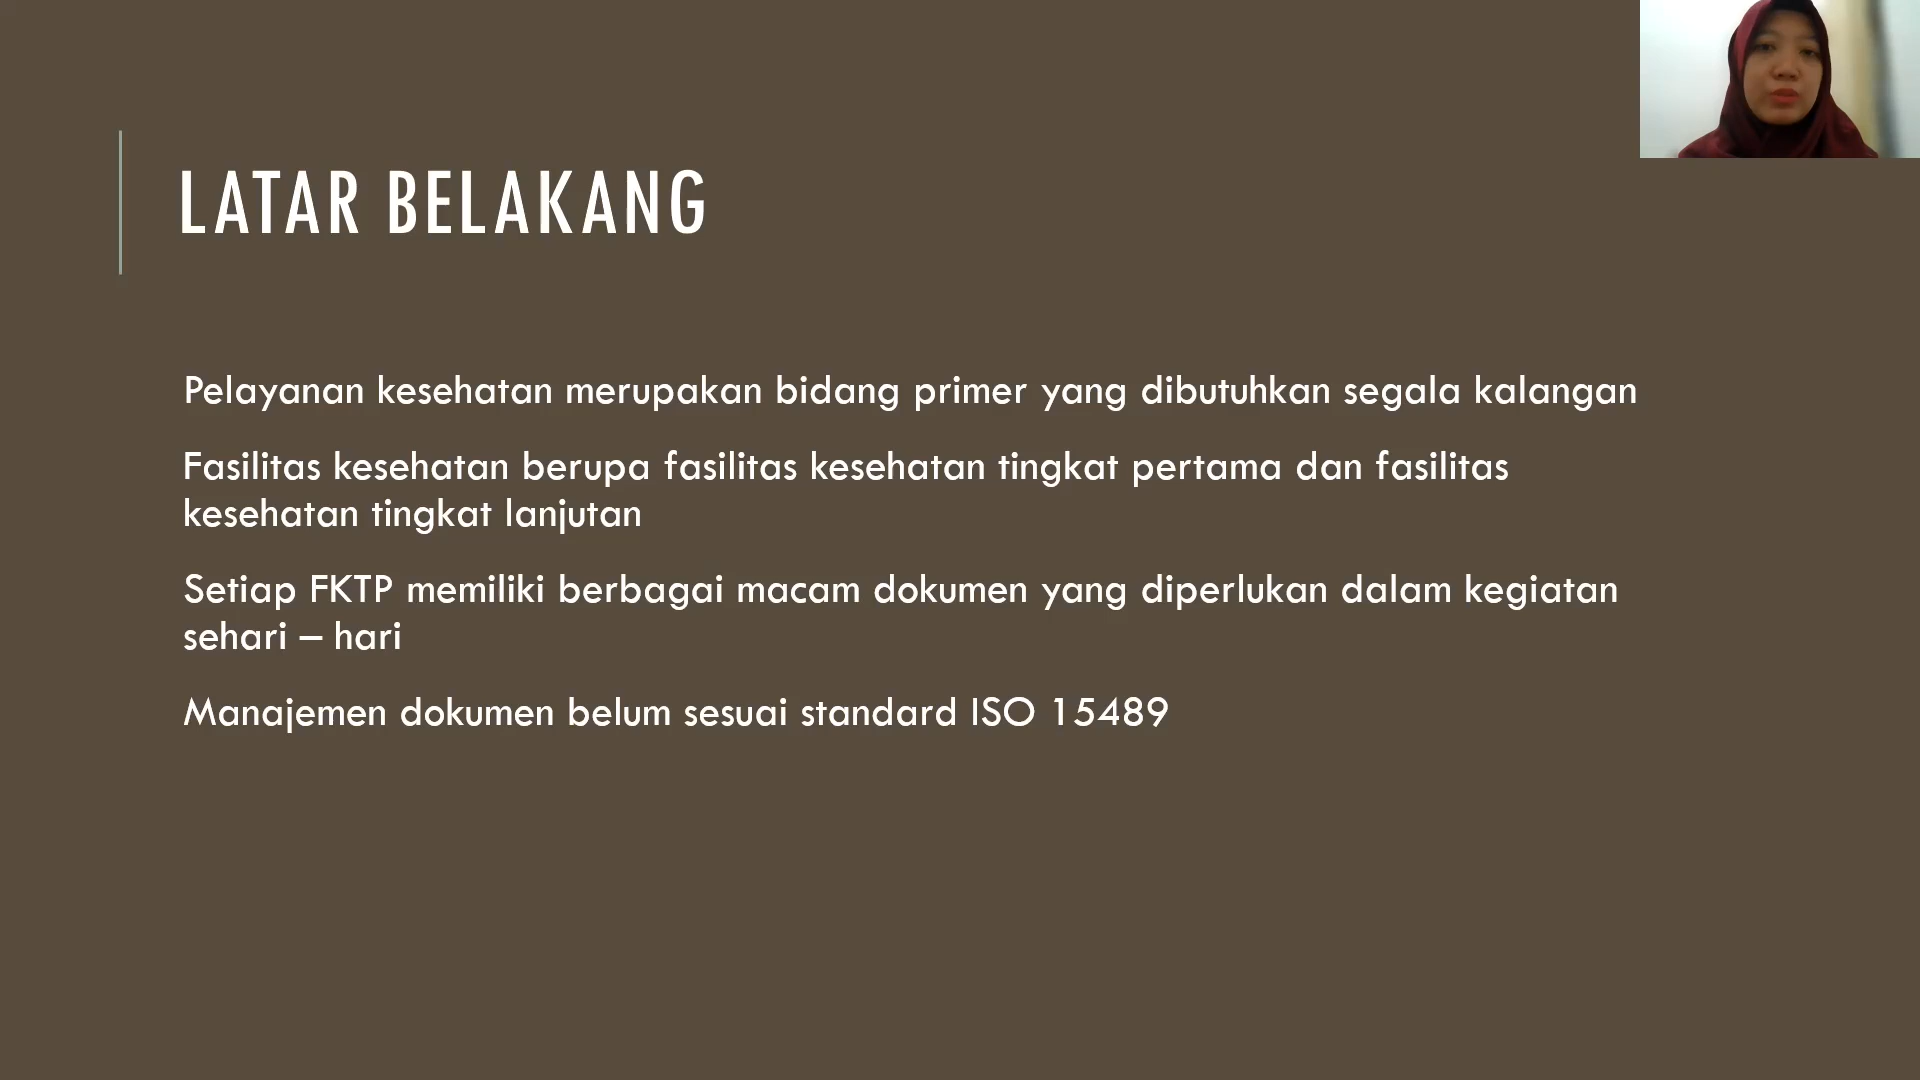 LATAR BELAKANG
Pelayanan kesehatan merupakan bidang primer yang dibutuhkan segala kalangan
Fasilitas kesehatan berupa fasilitas kesehatan tingkat pertama dan fasilitas
kesehatan tingkat lanjutan
Setiap FKTP memiliki berbagai macam dokumen yang diperlukan dalam kegiatan
sehari – hari
Manajemen dokumen belum sesuai standard ISO 15489